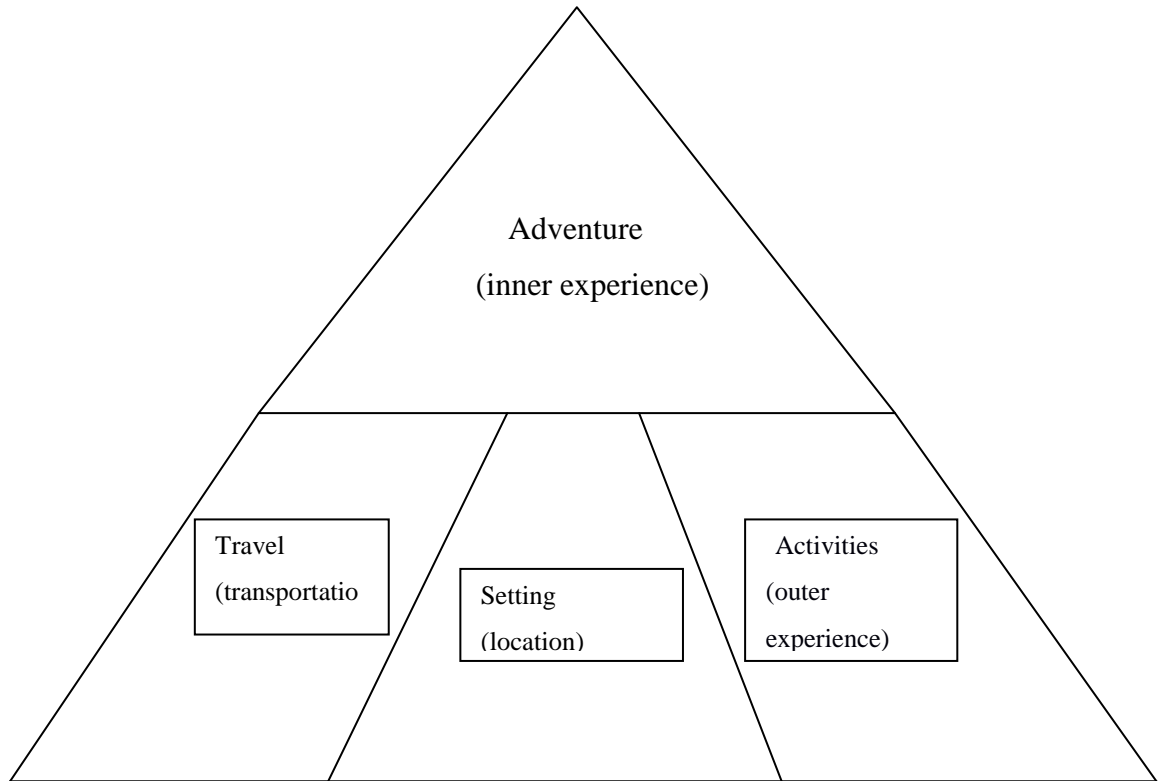 Adventure
(inner experience)
Travel
(transportatio
Setting
(location)
Activities
(outer
experience)